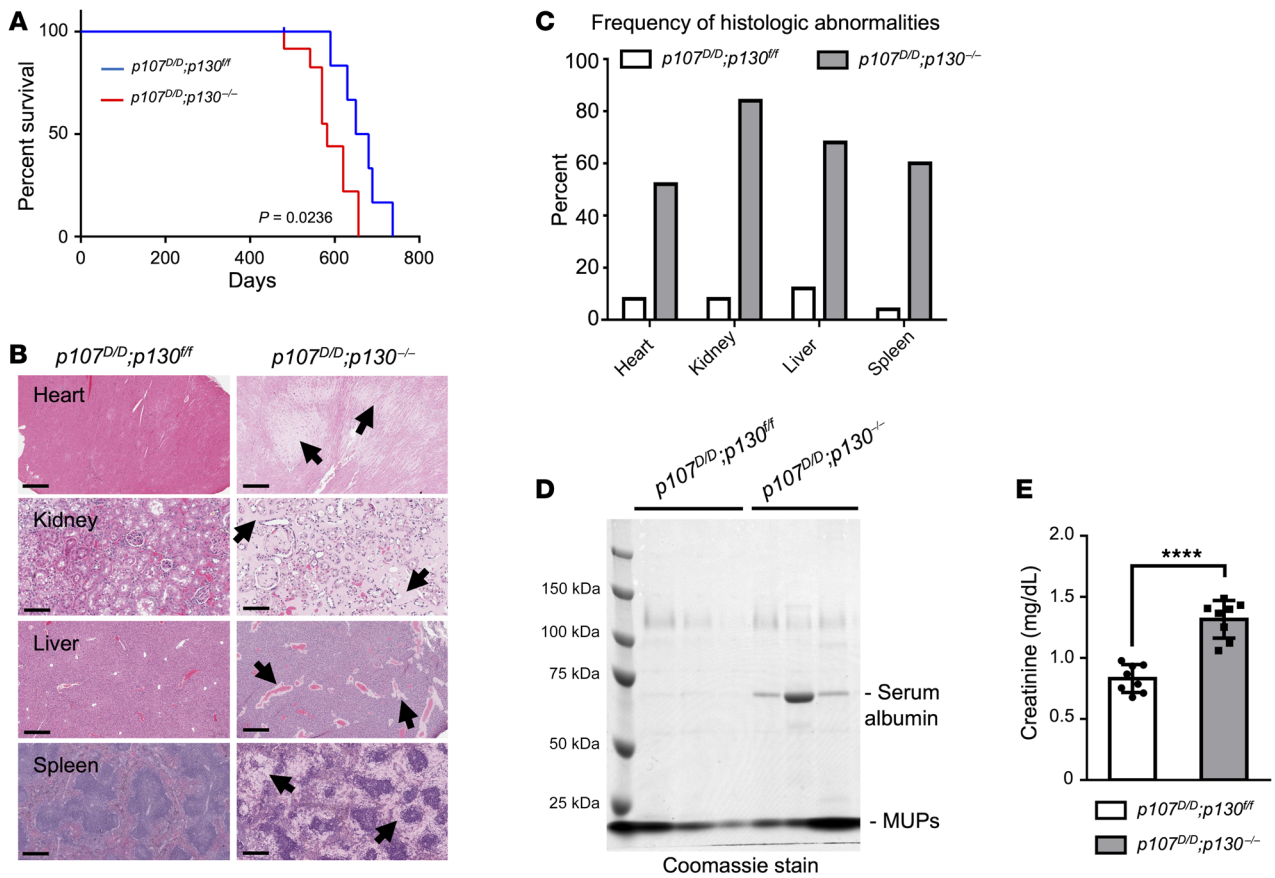 A
100
50
0
Percent survival
p107D/D;p130f/f
p107D/D;p130–/–
P = 0.0236
0 200 400 600 800
Days
B
p107D/D;p130f/f p107D/D;p130–/–
Heart
Kidney
Liver
Spleen
C
Frequency of histologic abnormalities
p107D/D;p130f/f p107D/D;p130–/–
100
80
60
40
20
0
Percent
Heart Kidney Liver Spleen
D
p107D/D;p130f/f p107D/D;p130–/–
150 kDa
100 kDa
75 kDa
50 kDa
25 kDa
- Serum
albumin
- MUPs
Coomassie stain
E
2.0
1.5
1.0
0.5
0
Creatinine (mg/dL)
****
p107D/D;p130f/f
p107D/D;p130–/–